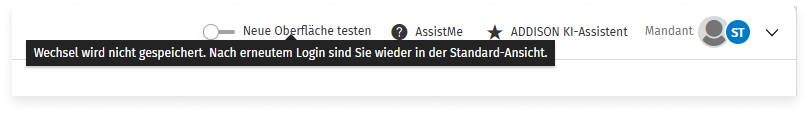 Neue Oberfläche testen ? AssistMe ADDISON KI-Assistent Mandant: ST
Wechsel wird nicht gespeichert. Nach erneutem Login sind Sie wieder in der Standard-Ansicht.